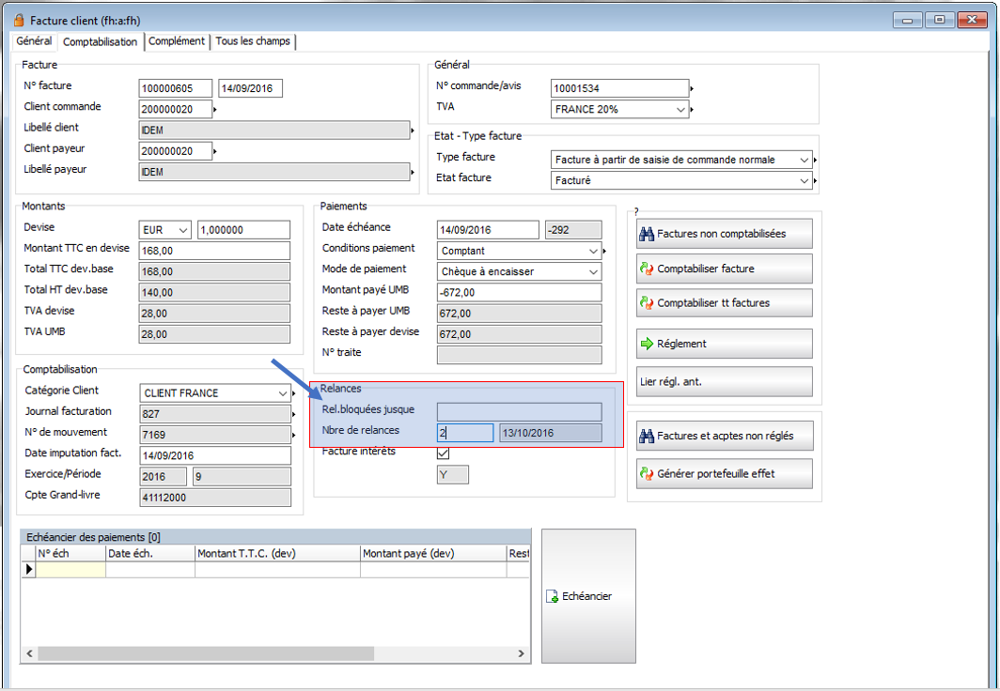 Facture client (fh:a:fh)
Général Comptabilisation Complément Tous les champs
Facture
N° facture 100000605 14/09/2016
Client commande 200000020
Libellé client IDEM
Client payeur 200000020
Libellé payeur IDEM
Général
N° commande/avis 10001534
TVA FRANCE 20%
Etat - Type facture
Type facture Facture à partir de saisie de commande normale
Etat facture Facturé
Montants
Devise EUR 1,000000
Montant TTC en devise 168,00
Total TTC dev.base 168,00
Total HT dev.base 140,00
TVA devise 28,00
TVA UMB 28,00
Paiements
Date échéance 14/09/2016 -292
Conditions paiement Comptant
Mode de paiement Chèque à encaisser
Montant payé UMB -672,00
Reste à payer UMB 672,00
Reste à payer devise 672,00
N° traite
?
Factures non comptabilisées
Comptabiliser facture
Comptabiliser tt factures
Réglement
Lier régl. ant.
Comptabilisation
Catégorie Client CLIENT FRANCE
Journal facturation 827
N° de mouvement 7169
Date imputation fact. 14/09/2016
Exercice/Période 2016 9
Cpte Grand-livre 41112000
Relances
Rel.bloquées jusque
Nbre de relances 2 13/10/2016
Facture intérêts
Y
Factures et acptes non réglés
Générer portefeuille effet
Echéancier des paiements [0]
N° éch Date éch. Montant T.T.C. (dev) Montant payé (dev) Rest
Echéancier